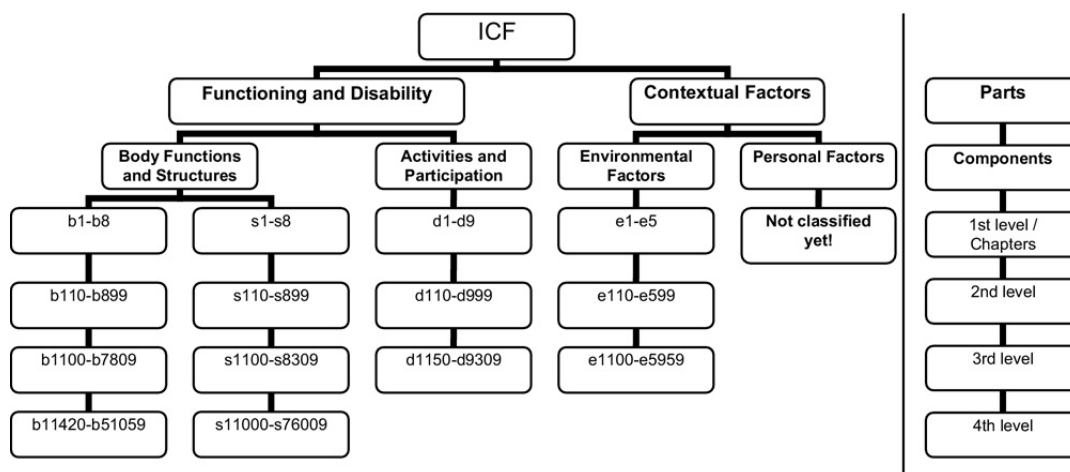 ICF
Functioning and Disability
Contextual Factors
Parts
Body Functions
and Structures
Activities and
Participation
Environmental
Factors
Personal Factors
Components
b1-b8
s1-s8
d1-d9
e1-e5
Not classified
yet!
1st level /
Chapters
b110-b899
s110-s899
d110-d999
e110-e599
2nd level
b1100-b7809
s1100-s8309
d1150-d9309
e1100-e5959
3rd level
b11420-b51059
s11000-s76009
4th level